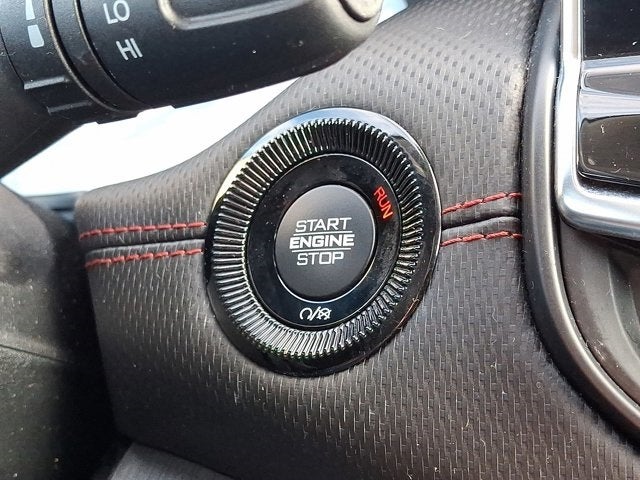 LO
HI
RUN
START
ENGINE
STOP